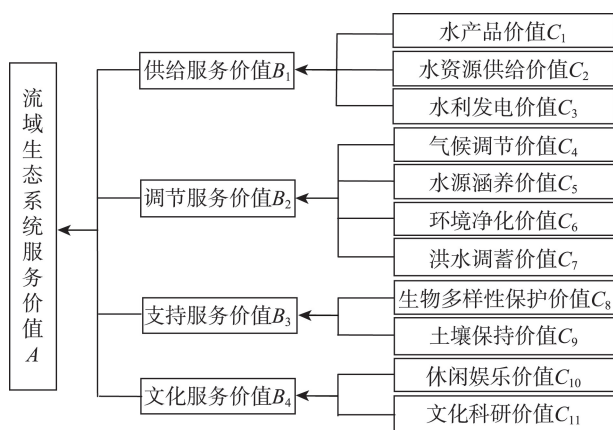 流域生态系统服务价值A
供给服务价值B₁
水产品价值C₁
水资源供给价值C₂
水利发电价值C₃
调节服务价值B₂
气候调节价值C₄
水源涵养价值C₅
环境净化价值C₆
洪水调蓄价值C₇
支持服务价值B₃
生物多样性保护价值C₈
土壤保持价值C₉
文化服务价值B₄
休闲娱乐价值C₁₀
文化科研价值C₁₁